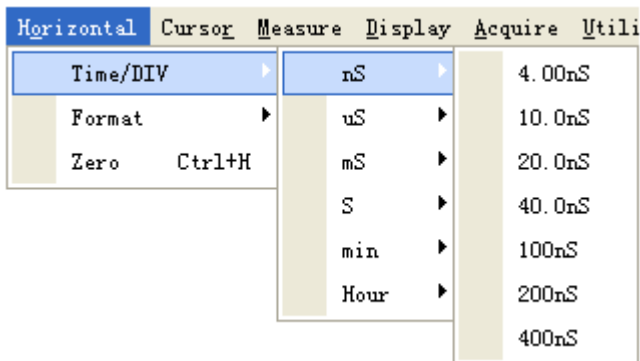 Horizontal Cursor Measure Display Acquire Utili
Time/DIV
Format
Zero Ctrl+H
nS
uS
mS
S
min
Hour
4.00nS
10.0nS
20.0nS
40.0nS
100nS
200nS
400nS